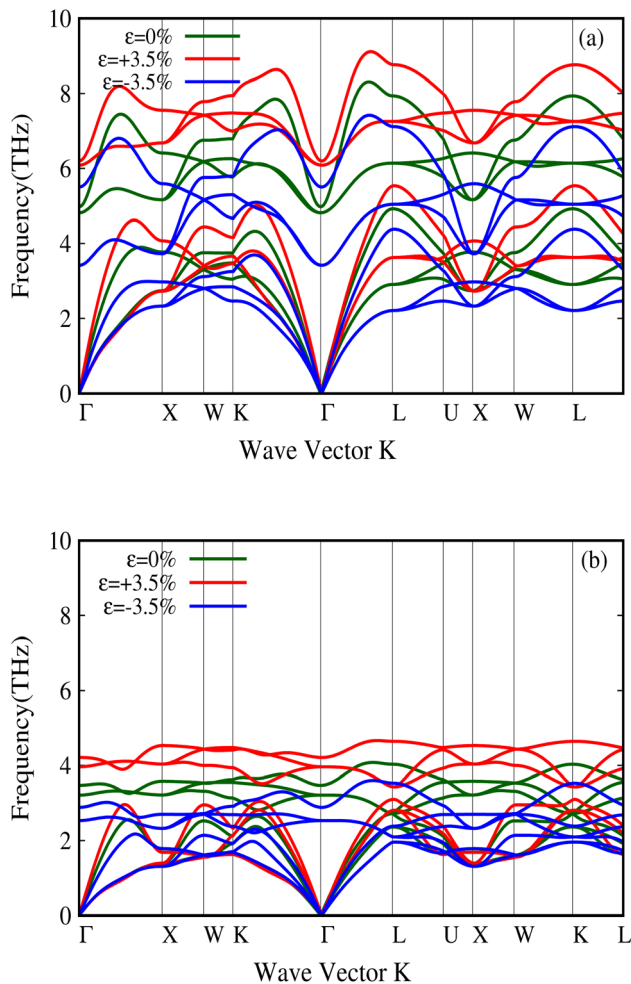 10
8
6
4
2
0
Frequency(THz)
(a)
ε=0%
ε=+3.5%
ε=-3.5%
Γ X W K Γ L U X W L
Wave Vector K
10
8
6
4
2
0
Frequency(THz)
(b)
ε=0%
ε=+3.5%
ε=-3.5%
Γ X W K Γ L U X W K L
Wave Vector K